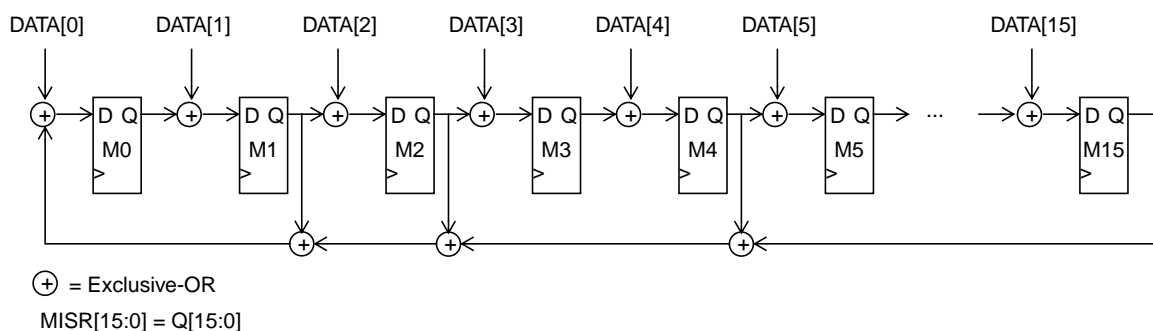 DATA[0] DATA[1] DATA[2] DATA[3] DATA[4] DATA[5] DATA[15]
+ D Q + D Q + D Q + D Q + D Q + D Q ... + D Q
M0 M1 M2 M3 M4 M5 M15
> > > > > > >
+ + +
+ = Exclusive-OR
MISR[15:0] = Q[15:0]